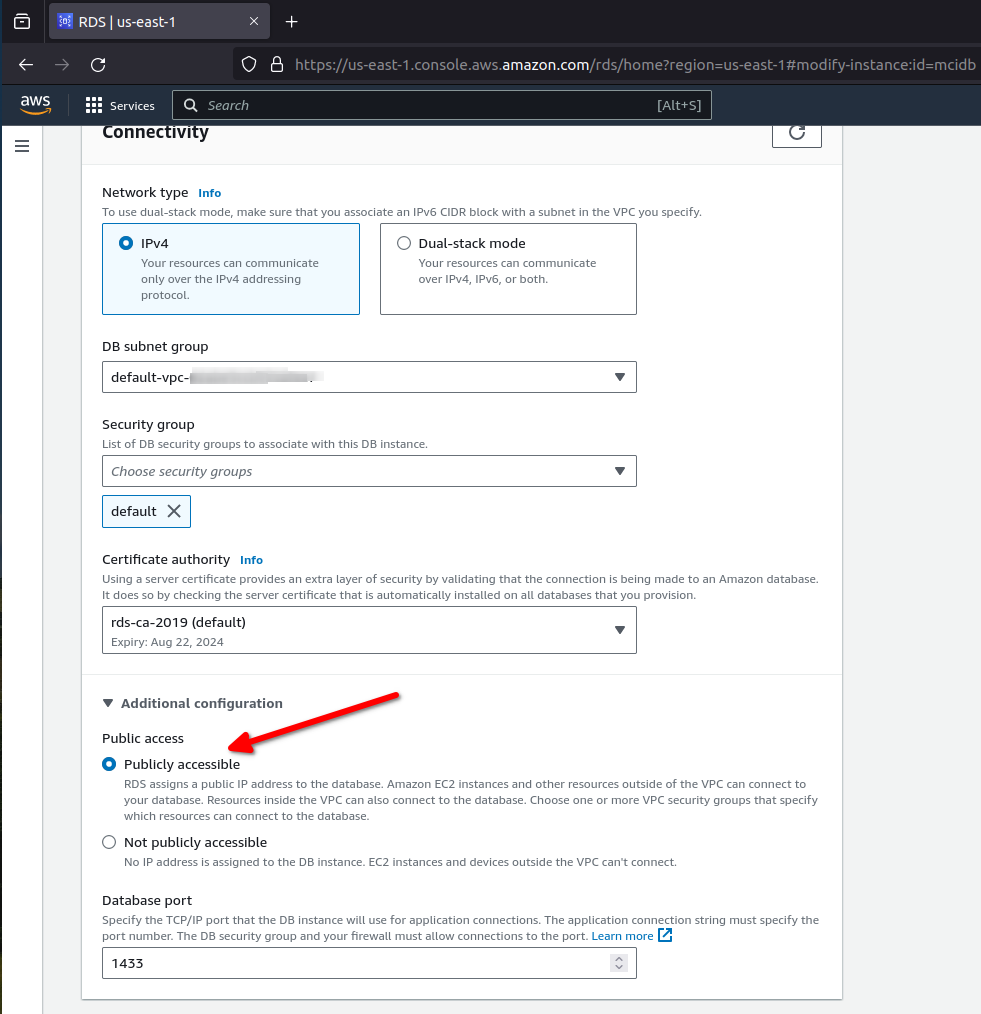 RDS | us-east-1
https://us-east-1.console.aws.amazon.com/rds/home?region=us-east-1#modify-instance:id=mcidb
aws
Services
Search
[Alt+S]
Connectivity
Network type Info
To use dual-stack mode, make sure that you associate an IPv6 CIDR block with a subnet in the VPC you specify.
IPv4
Your resources can communicate
only over the IPv4 addressing
protocol.
Dual-stack mode
Your resources can communicate
over IPv4, IPv6, or both.
DB subnet group
default-vpc-
Security group
List of DB security groups to associate with this DB instance.
Choose security groups
default
Certificate authority Info
Using a server certificate provides an extra layer of security by validating that the connection is being made to an Amazon database.
It does so by checking the server certificate that is automatically installed on all databases that you provision.
rds-ca-2019 (default)
Expiry: Aug 22, 2024
Additional configuration
Public access
Publicly accessible
RDS assigns a public IP address to the database. Amazon EC2 instances and other resources outside of the VPC can connect to
your database. Resources inside the VPC can also connect to the database. Choose one or more VPC security groups that specify
which resources can connect to the database.
Not publicly accessible
No IP address is assigned to the DB instance. EC2 instances and devices outside the VPC can't connect.
Database port
Specify the TCP/IP port that the DB instance will use for application connections. The application connection string must specify the
port number. The DB security group and your firewall must allow connections to the port. Learn more
1433